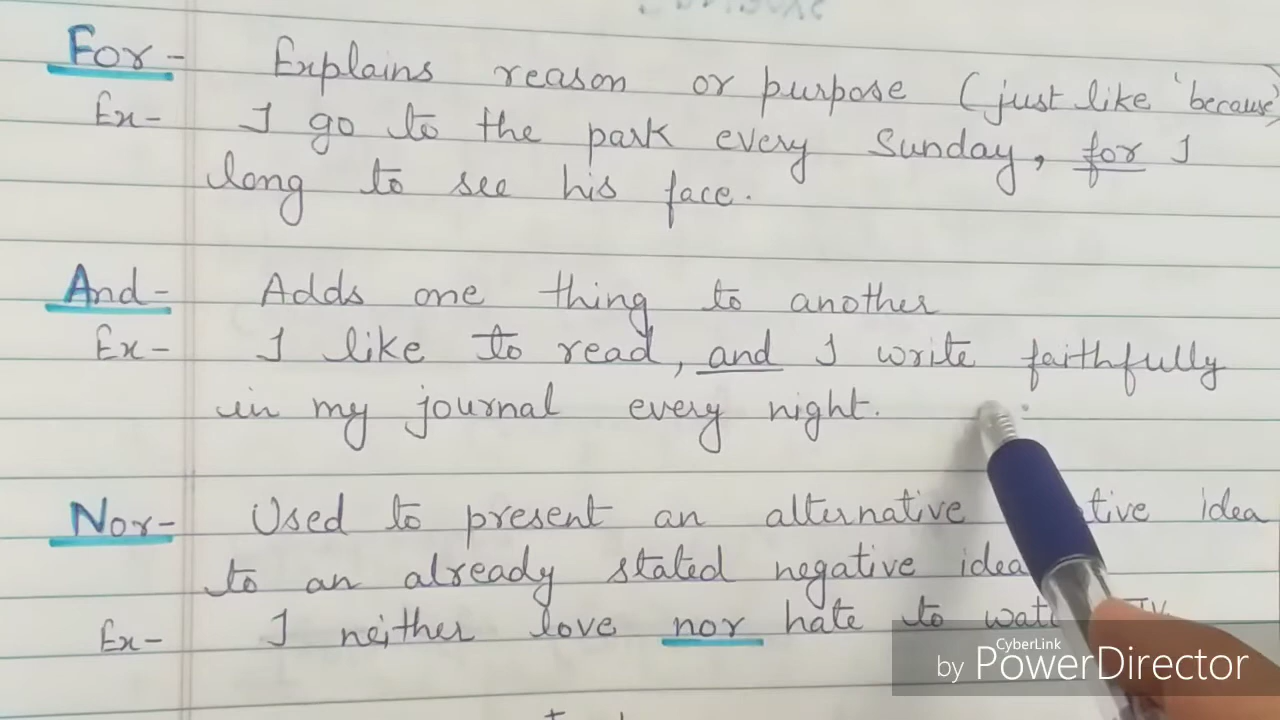 For - Explains reason or purpose (just like 'because')
Ex - I go to the park every Sunday, for I
long to see his face.
And - Adds one thing to another
Ex - I like to read, and I write faithfully
in my journal every night.
Nor - Used to present an alternative idea
to an already stated negative idea
Ex - I neither love nor hate to TV
CyberLink
by PowerDirector